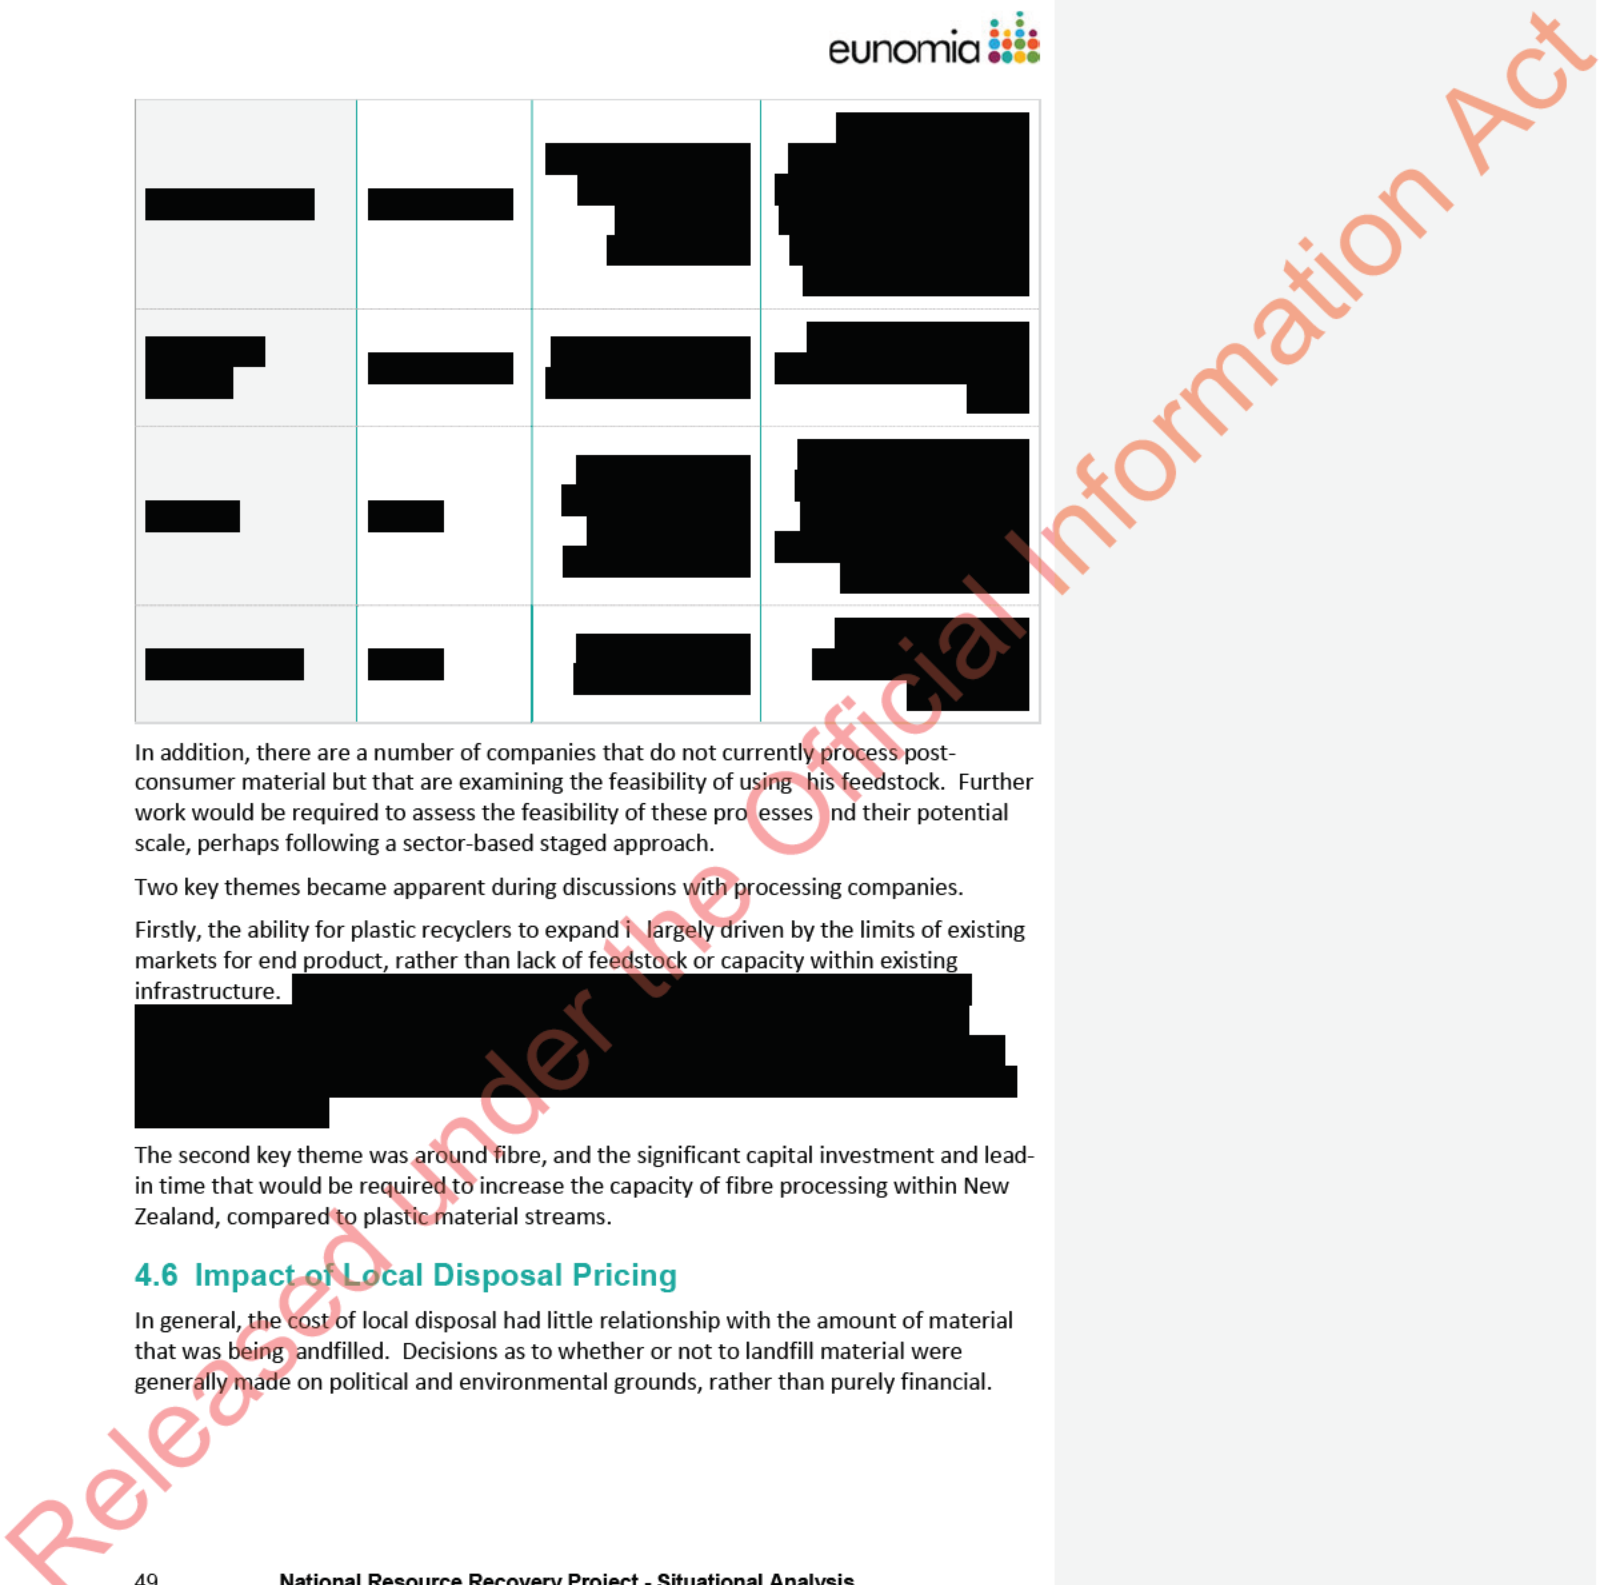 eunomia
In addition, there are a number of companies that do not currently process post-
consumer material but that are examining the feasibility of using his feedstock. Further
work would be required to assess the feasibility of these pro esses nd their potential
scale, perhaps following a sector-based staged approach.
Two key themes became apparent during discussions with processing companies.
Firstly, the ability for plastic recyclers to expand i largely driven by the limits of existing
markets for end product, rather than lack of feedstock or capacity within existing
infrastructure.
The second key theme was around fibre, and the significant capital investment and lead-
in time that would be required to increase the capacity of fibre processing within New
Zealand, compared to plastic material streams.
4.6 Impact of Local Disposal Pricing
In general, the cost of local disposal had little relationship with the amount of material
that was being andfilled. Decisions as to whether or not to landfill material were
generally made on political and environmental grounds, rather than purely financial.
49 National Resource Recovery Project - Situational Analysis
Released under the Official Information Act